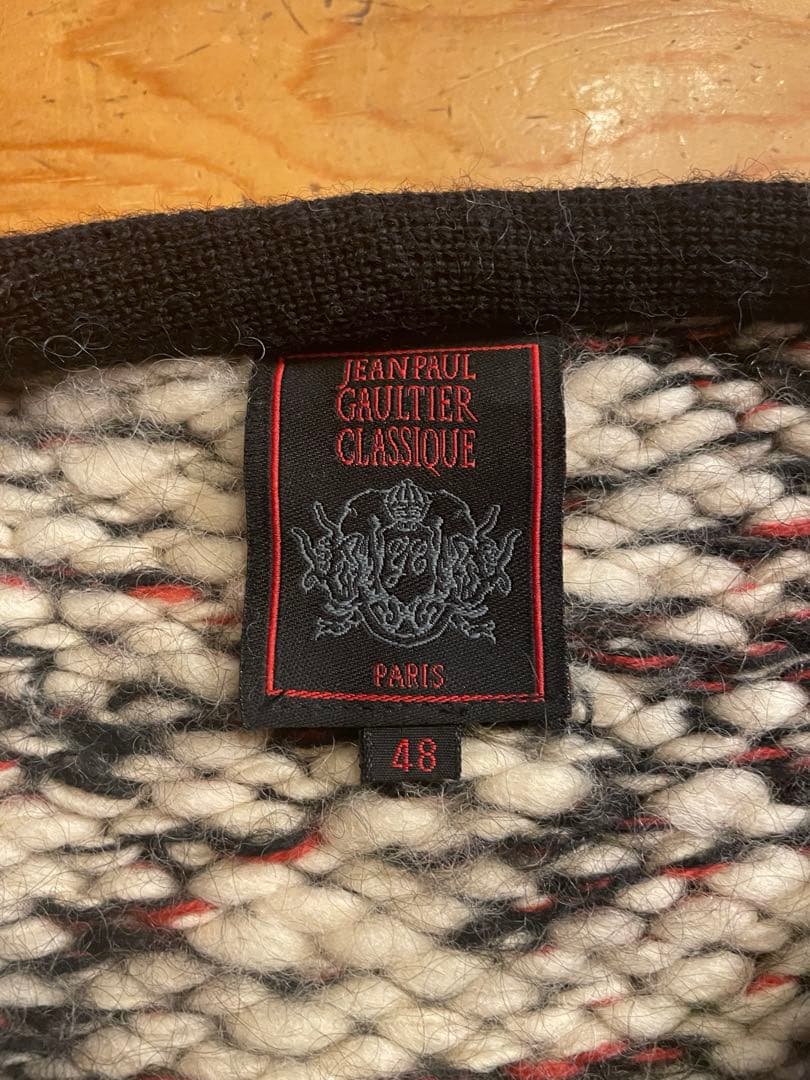 JEAN PAUL
GAULTIER
CLASSIQUE
PARIS
48